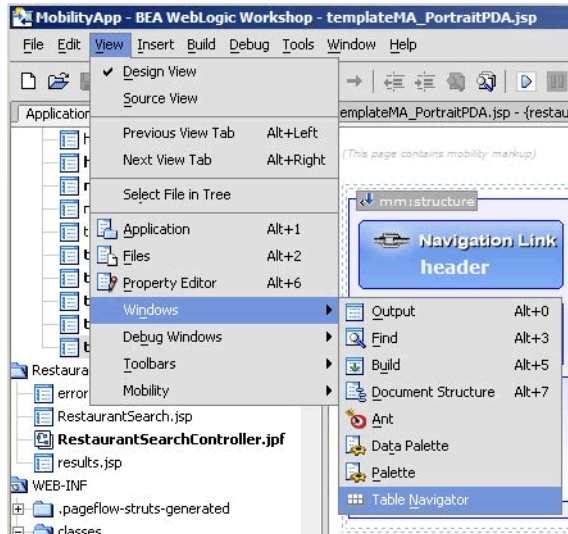 MobilityApp - BEA WebLogic Workshop - templateMA_PortraitPDA.jsp
File Edit View Insert Build Debug Tools Window Help
Design View
Source View
Previous View Tab Alt+Left
Next View Tab Alt+Right
Select File in Tree
Application Alt+1
Files Alt+2
Property Editor Alt+6
Windows
Debug Windows
Toolbars
Mobility
Output Alt+0
Find Alt+3
Build Alt+5
Document Structure Alt+7
Ant
Data Palette
Palette
Table Navigator
Application
emplateMA_PortraitPDA.jsp - {restau
(This page contains mobility markup)
mm:structure
Navigation Link
header
Restaura
error
RestaurantSearch.jsp
RestaurantSearchController.jpf
results.jsp
WEB-INF
.pageflow-struts-generated
classes